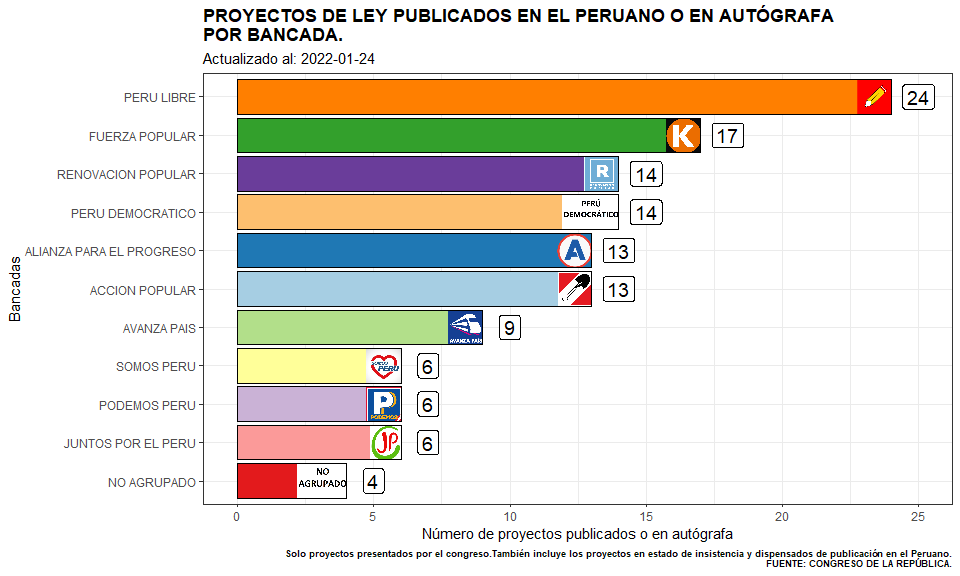 PROYECTOS DE LEY PUBLICADOS EN EL PERUANO O EN AUTÓGRAFA
POR BANCADA.
Actualizado al: 2022-01-24
Bancadas
PERU LIBRE
24
FUERZA POPULAR
K
17
RENOVACION POPULAR
R
14
PERU DEMOCRATICO
PERÚ
DEMOCRÁTICO
14
ALIANZA PARA EL PROGRESO
A
13
ACCION POPULAR
13
AVANZA PAIS
AVANZA PAÍS
9
SOMOS PERU
PERÚ
6
PODEMOS PERU
P
PODEMOS
6
JUNTOS POR EL PERU
JP
6
NO AGRUPADO
NO
AGRUPADO
4
0 5 10 15 20 25
Número de proyectos publicados o en autógrafa
Solo proyectos presentados por el congreso.También incluye los proyectos en estado de insistencia y dispensados de publicación en el Peruano.
FUENTE: CONGRESO DE LA REPÚBLICA.